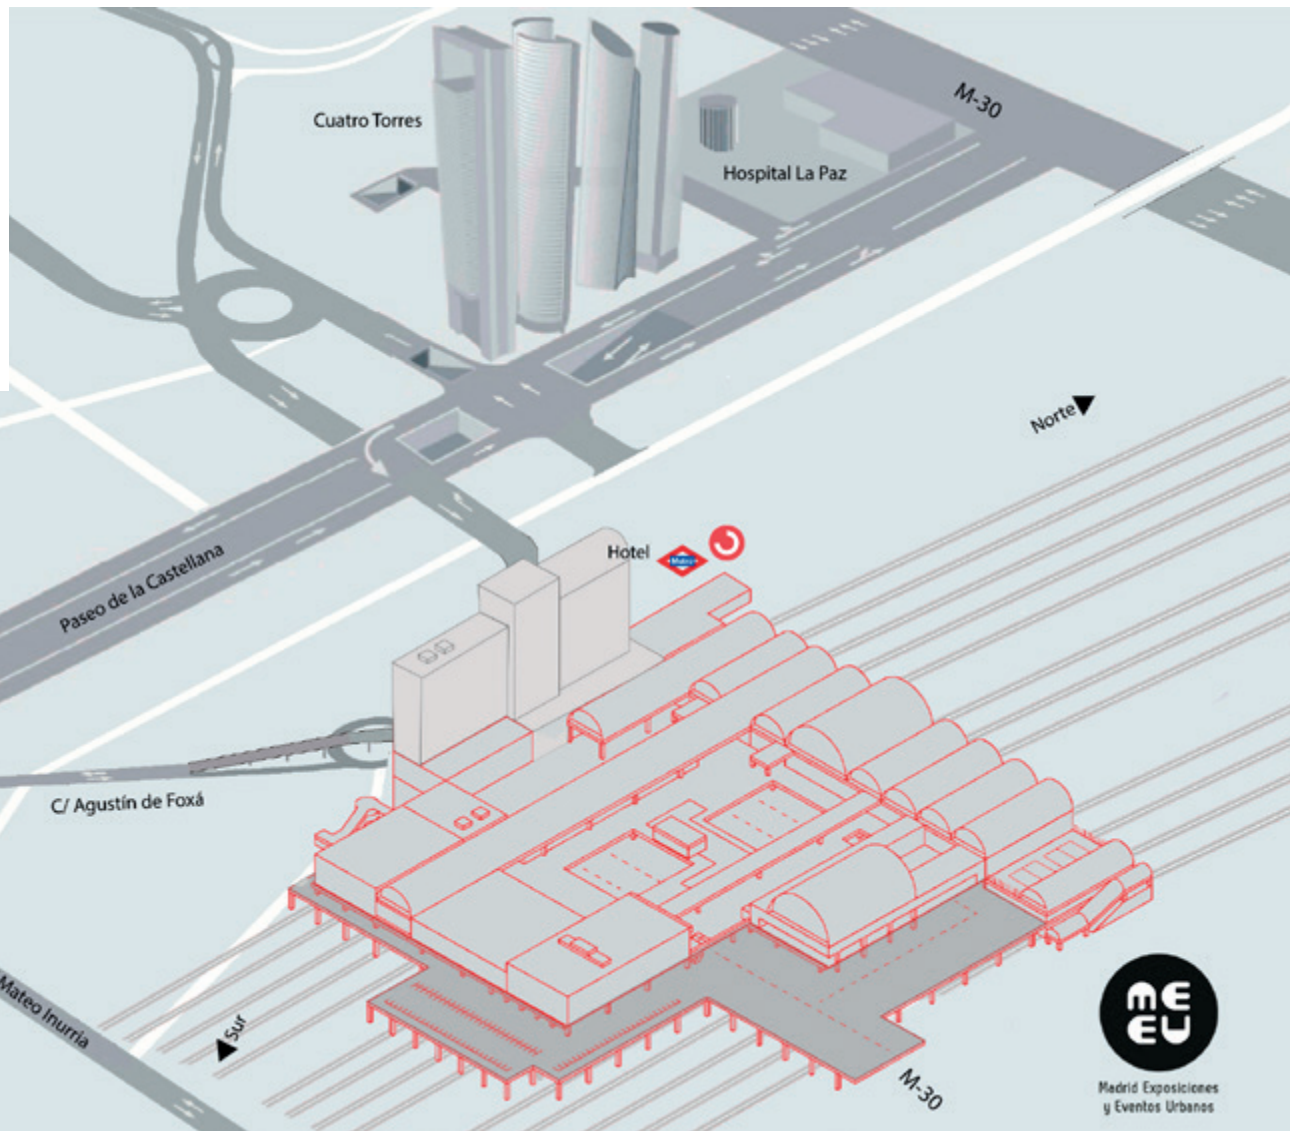 M-30
Cuatro Torres
Hospital La Paz
Norte
Hotel
Metro
Paseo de la Castellana
C/ Agustín de Foxá
Mateo Inurria
Sur
M-30
ME
EU
Madrid Exposiciones
y Eventos Urbanos